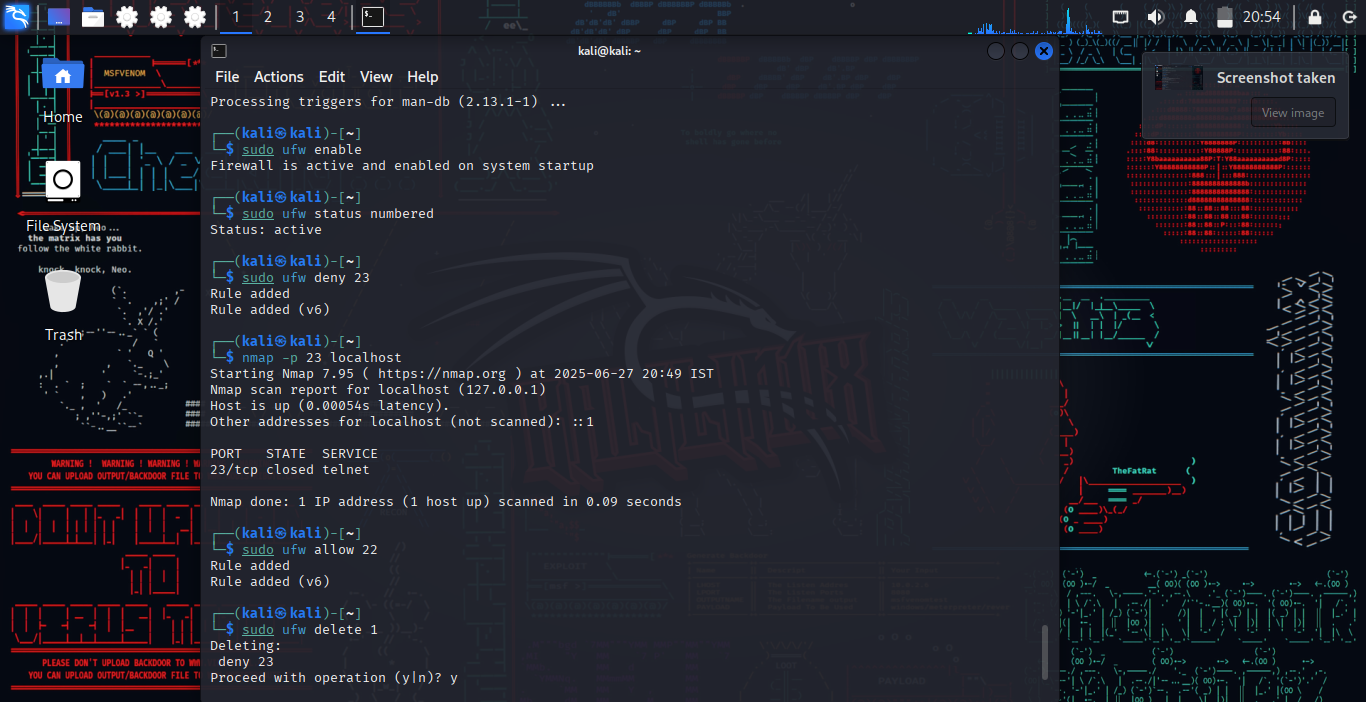 1 2 3 4
20:54
kali@kali: ~
File Actions Edit View Help
Screenshot taken
View image
Home
File System
Trash
MSFVENOM
[v1.3 >]
the matrix has you
follow the white rabbit.
knock, knock, Neo.
WARNING ! WARNING ! WARNING !
YOU CAN UPLOAD OUTPUT/BACKDOOR FILE TO
PLEASE DON'T UPLOAD BACKDOOR TO
YOU CAN UPLOAD OUTPUT/BACKDOOR FILE TO
TheFatRat
Processing triggers for man-db (2.13.1-1) ...
┌──(kali㉿kali)-[~]
└─$ sudo ufw enable
Firewall is active and enabled on system startup
┌──(kali㉿kali)-[~]
└─$ sudo ufw status numbered
Status: active
┌──(kali㉿kali)-[~]
└─$ sudo ufw deny 23
Rule added
Rule added (v6)
┌──(kali㉿kali)-[~]
└─$ nmap -p 23 localhost
Starting Nmap 7.95 ( https://nmap.org ) at 2025-06-27 20:49 IST
Nmap scan report for localhost (127.0.0.1)
Host is up (0.00054s latency).
Other addresses for localhost (not scanned): ::1
PORT   STATE  SERVICE
23/tcp closed telnet
Nmap done: 1 IP address (1 host up) scanned in 0.09 seconds
┌──(kali㉿kali)-[~]
└─$ sudo ufw allow 22
Rule added
Rule added (v6)
┌──(kali㉿kali)-[~]
└─$ sudo ufw delete 1
Deleting:
 deny 23
Proceed with operation (y|n)? y